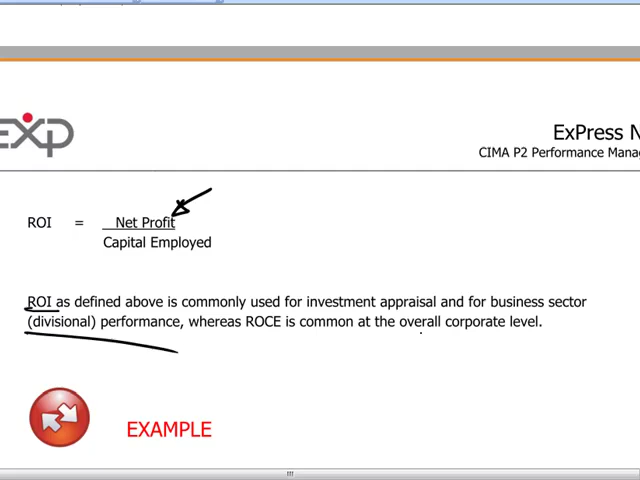 EXP
ExPress N
CIMA P2 Performance Manag
ROI = Net Profit
Capital Employed
ROI as defined above is commonly used for investment appraisal and for business sector
(divisional) performance, whereas ROCE is common at the overall corporate level.
EXAMPLE